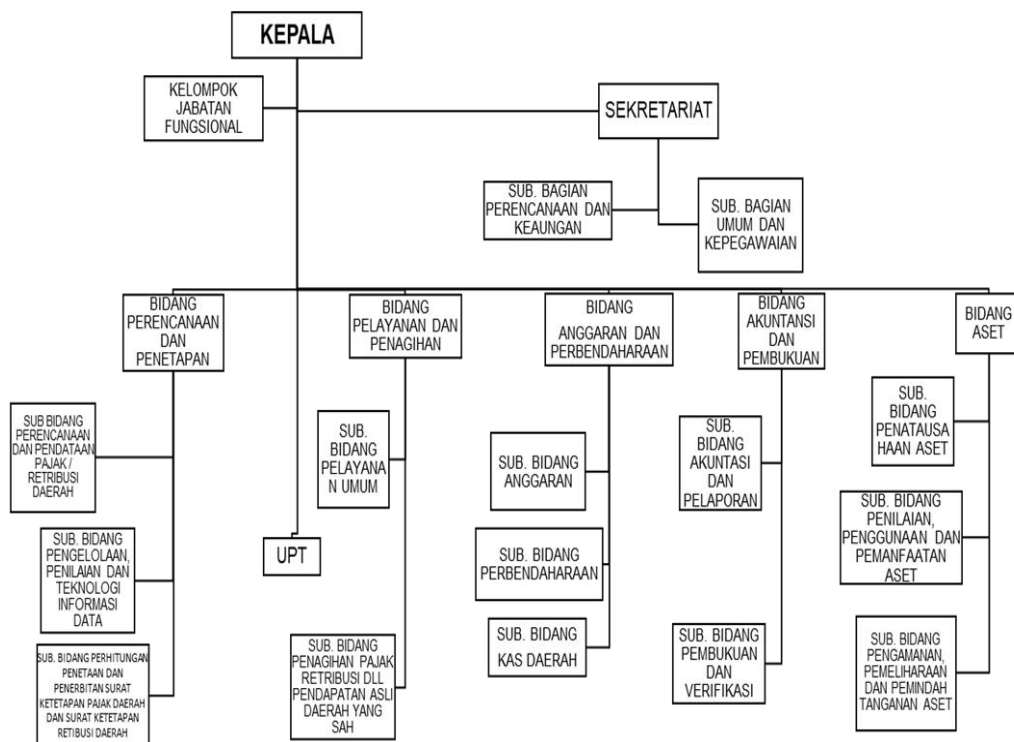 KEPALA
KELOMPOK
JABATAN
FUNGSIONAL
SEKRETARIAT
SUB. BAGIAN
PERENCANAAN DAN
KEAUNGAN
SUB. BAGIAN
UMUM DAN
KEPEGAWAIAN
BIDANG
PERENCANAAN
DAN
PENETAPAN
BIDANG
PELAYANAN DAN
PENAGIHAN
BIDANG
ANGGARAN DAN
PERBENDAHARAAN
BIDANG
AKUNTANSI
DAN
PEMBUKUAN
BIDANG
ASET
SUB BIDANG
PERENCANAAN
DAN PENDATAAN
PAJAK /
RETRIBUSI
DAERAH
SUB. BIDANG
PENGELOLAAN,
PENILAIAN DAN
TEKNOLOGI
INFORMASI
DATA
SUB. BIDANG PERHITUNGAN
PENETAAN DAN
PENERBITAN SURAT
KETETAPAN PAJAK DAERAH
DAN SURAT KETETAPAN
RETIBUSI DAERAH
UPT
SUB.
BIDANG
PELAYANA
N UMUM
SUB. BIDANG
PENAGIHAN PAJAK
RETRIBUSI DLL
PENDAPATAN ASLI
DAERAH YANG
SAH
SUB. BIDANG
ANGGARAN
SUB. BIDANG
PERBENDAHARAAN
SUB. BIDANG
KAS DAERAH
SUB.
BIDANG
AKUNTASI
DAN
PELAPORAN
SUB. BIDANG
PEMBUKUAN
DAN
VERIFIKASI
SUB.
BIDANG
PENATAUSA
HAAN ASET
SUB. BIDANG
PENILAIAN,
PENGGUNAAN DAN
PEMANFAATAN
ASET
SUB. BIDANG
PENGAMANAN,
PEMELIHARAAN
DAN PEMINDAH
TANGANAN ASET